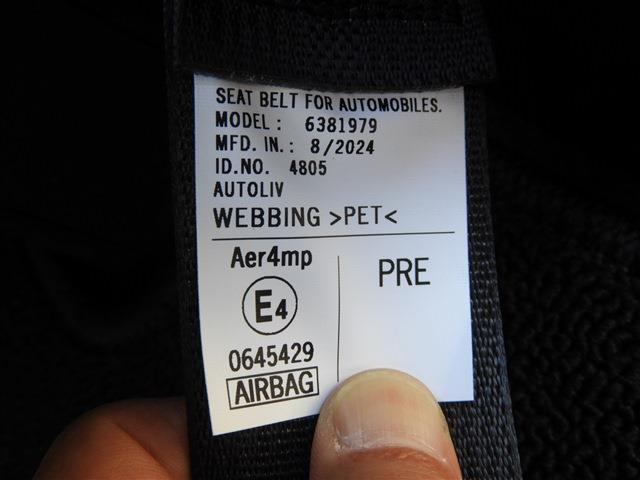 SEAT BELT FOR AUTOMOBILES.
MODEL : 6381979
MFD. IN. : 8/2024
ID.NO. 4805
AUTOLIV
WEBBING >PET<
Aer4mp
PRE
E4
0645429
AIRBAG